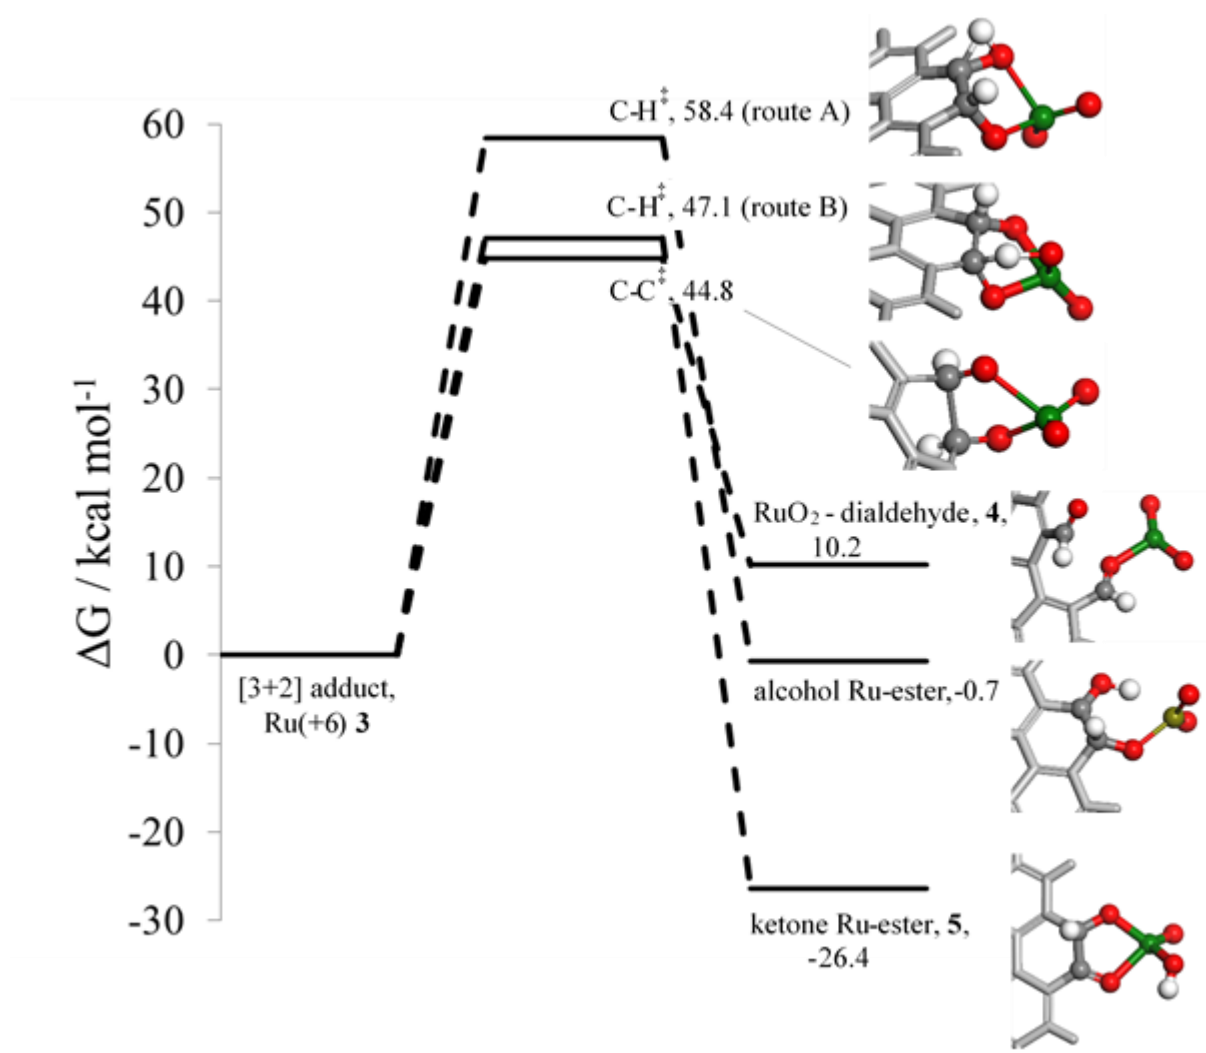 C-H‡, 58.4 (route A)
60
50
C-H‡, 47.1 (route B)
C-C‡, 44.8
40
30
20
RuO₂ - dialdehyde, 4,
10.2
10
0
[3+2] adduct,
Ru(+6) 3
alcohol Ru-ester,-0.7
-10
-20
ketone Ru-ester, 5,
-26.4
-30
ΔG / kcal mol⁻¹